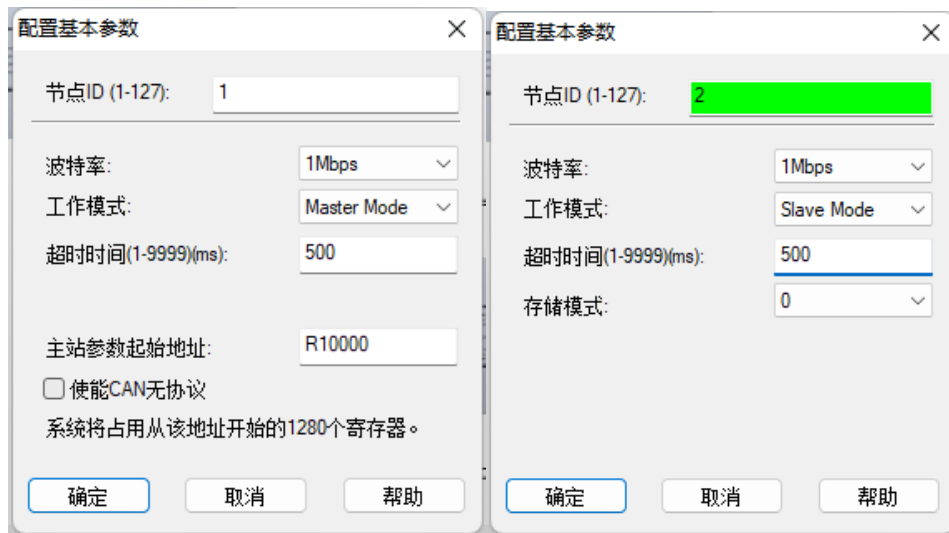 配置基本参数
节点ID (1-127): 1
波特率: 1Mbps
工作模式: Master Mode
超时时间(1-9999)(ms): 500
主站参数起始地址: R10000
使能CAN无协议
系统将占用从该地址开始的1280个寄存器。
确定 取消 帮助
配置基本参数
节点ID (1-127): 2
波特率: 1Mbps
工作模式: Slave Mode
超时时间(1-9999)(ms): 500
存储模式: 0
确定 取消 帮助